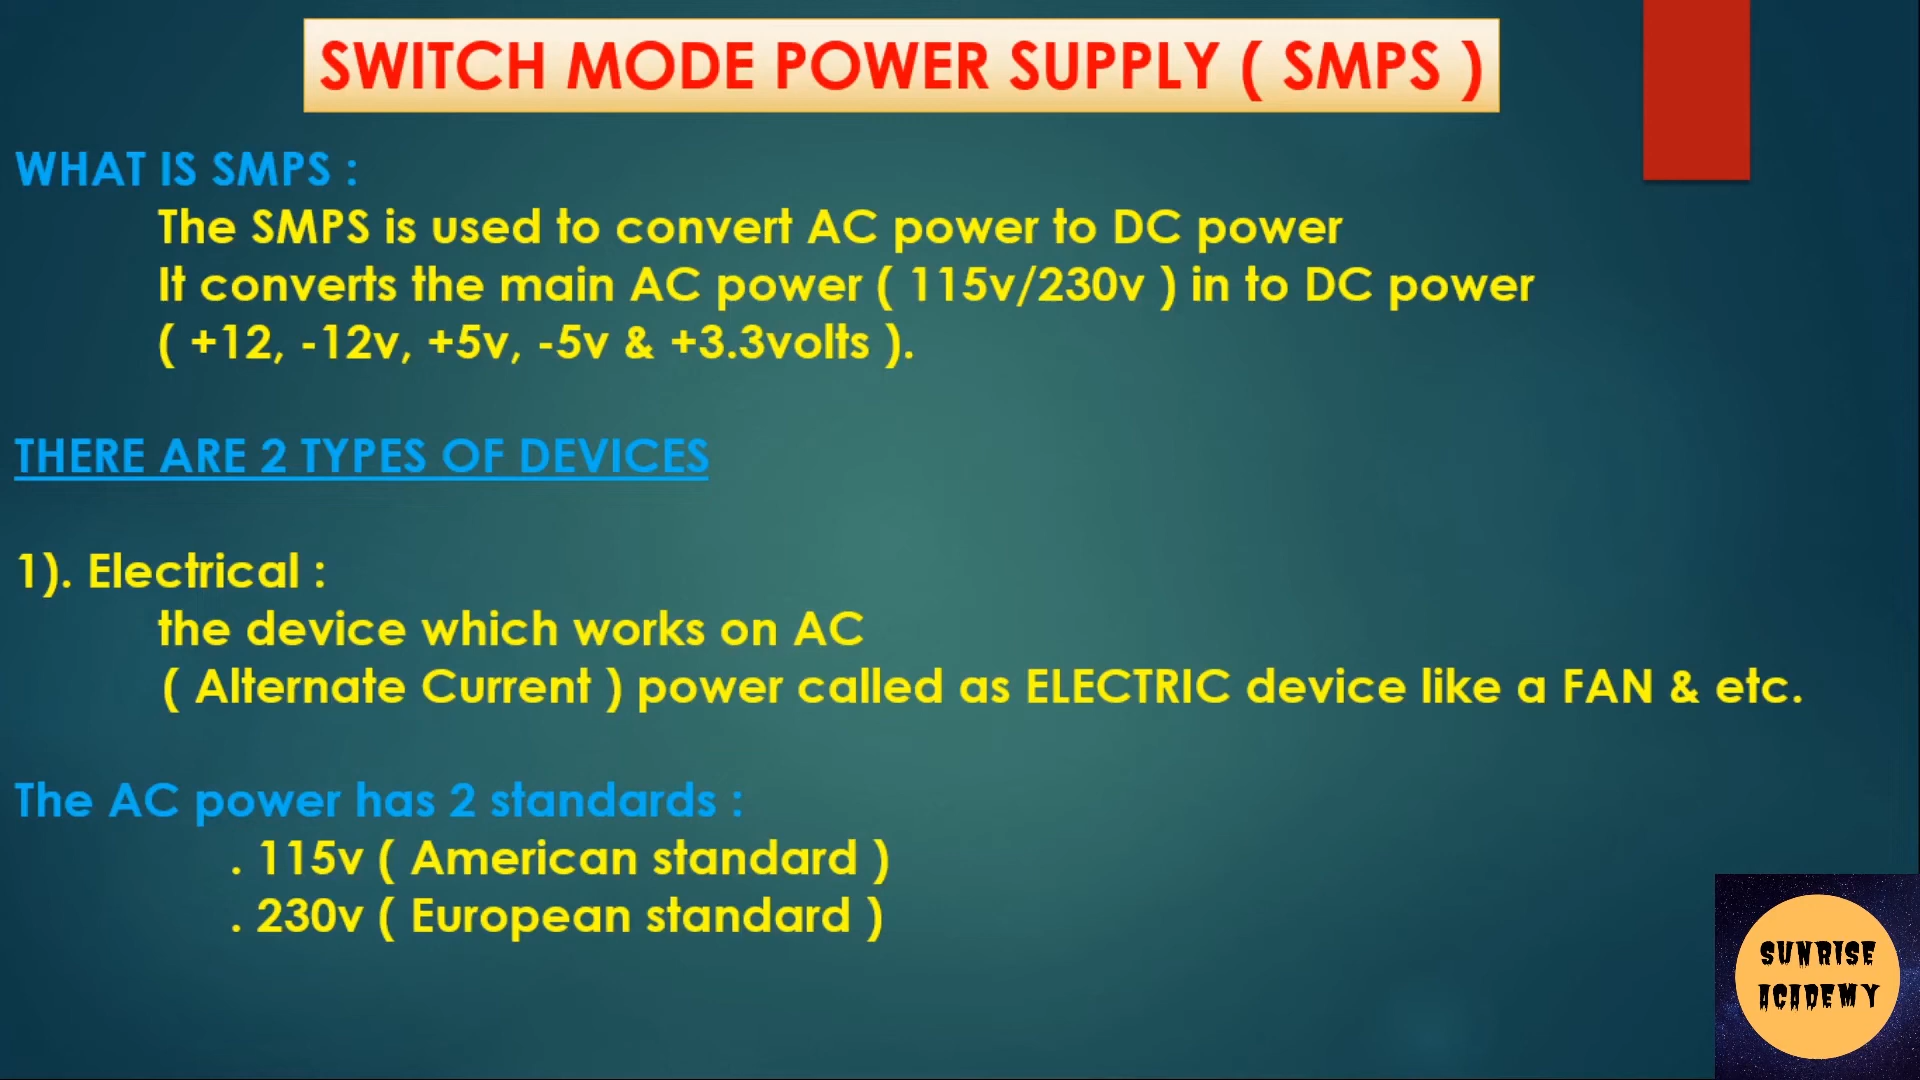 SWITCH MODE POWER SUPPLY ( SMPS )
WHAT IS SMPS :
The SMPS is used to convert AC power to DC power
It converts the main AC power ( 115v/230v ) in to DC power
( +12, -12v, +5v, -5v & +3.3volts ).
THERE ARE 2 TYPES OF DEVICES
1). Electrical :
the device which works on AC
( Alternate Current ) power called as ELECTRIC device like a FAN & etc.
The AC power has 2 standards :
. 115v ( American standard )
. 230v ( European standard )
SUNRISE
ACADEMY